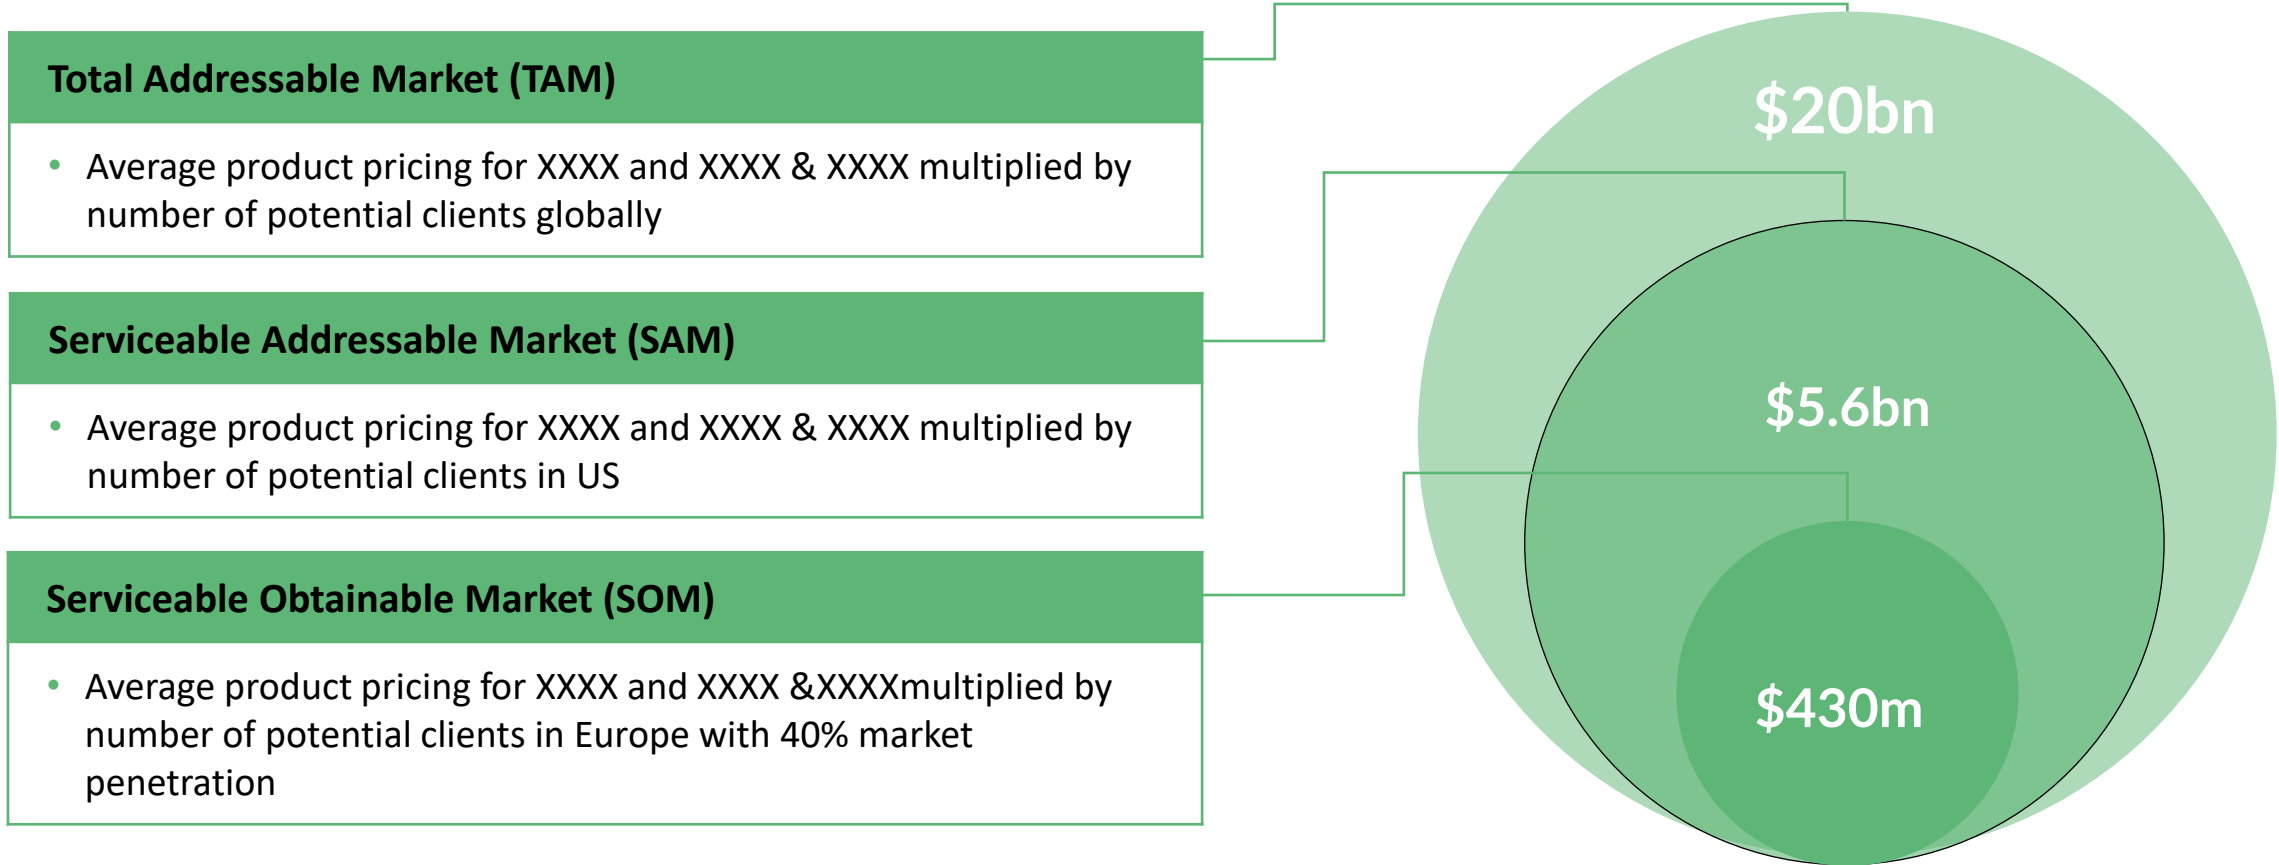 Total Addressable Market (TAM)
• Average product pricing for XXXX and XXXX & XXXX multiplied by
number of potential clients globally
Serviceable Addressable Market (SAM)
• Average product pricing for XXXX and XXXX & XXXX multiplied by
number of potential clients in US
Serviceable Obtainable Market (SOM)
• Average product pricing for XXXX and XXXX &XXXXmultiplied by
number of potential clients in Europe with 40% market
penetration
$20bn
$5.6bn
$430m